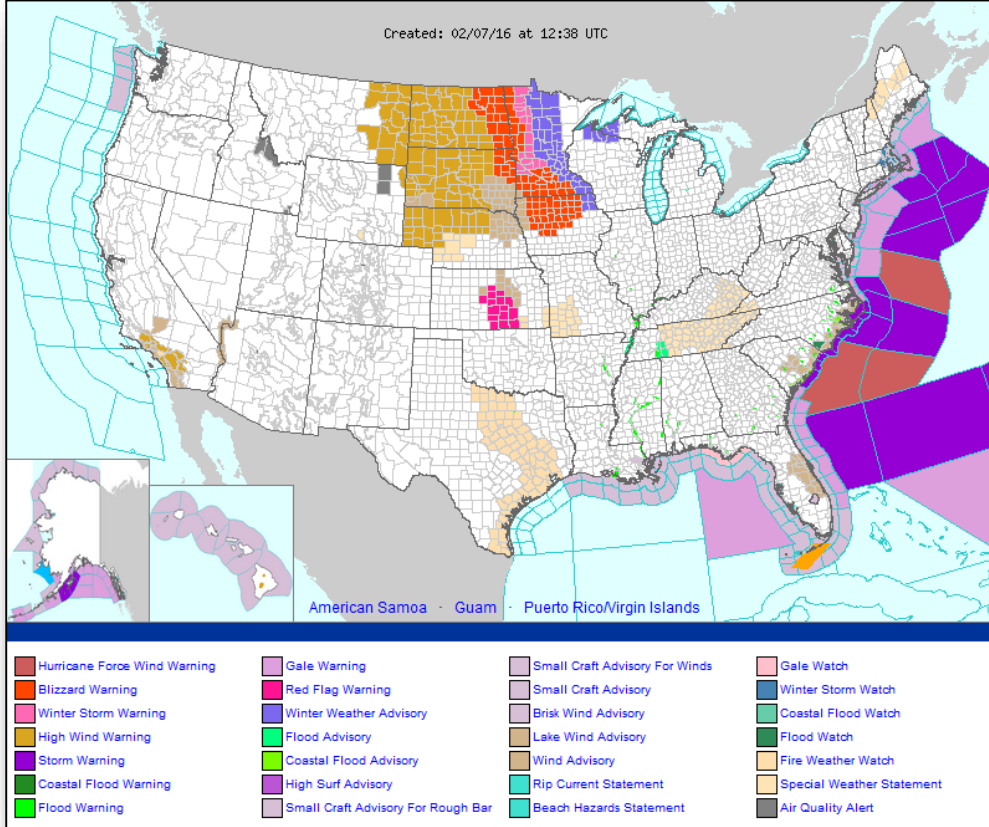 Created: 02/07/16 at 12:38 UTC
American Samoa · Guam · Puerto Rico/Virgin Islands
Hurricane Force Wind Warning
Blizzard Warning
Winter Storm Warning
High Wind Warning
Storm Warning
Coastal Flood Warning
Flood Warning
Gale Warning
Red Flag Warning
Winter Weather Advisory
Flood Advisory
Coastal Flood Advisory
High Surf Advisory
Small Craft Advisory For Rough Bar
Small Craft Advisory For Winds
Small Craft Advisory
Brisk Wind Advisory
Lake Wind Advisory
Wind Advisory
Rip Current Statement
Beach Hazards Statement
Gale Watch
Winter Storm Watch
Coastal Flood Watch
Flood Watch
Fire Weather Watch
Special Weather Statement
Air Quality Alert